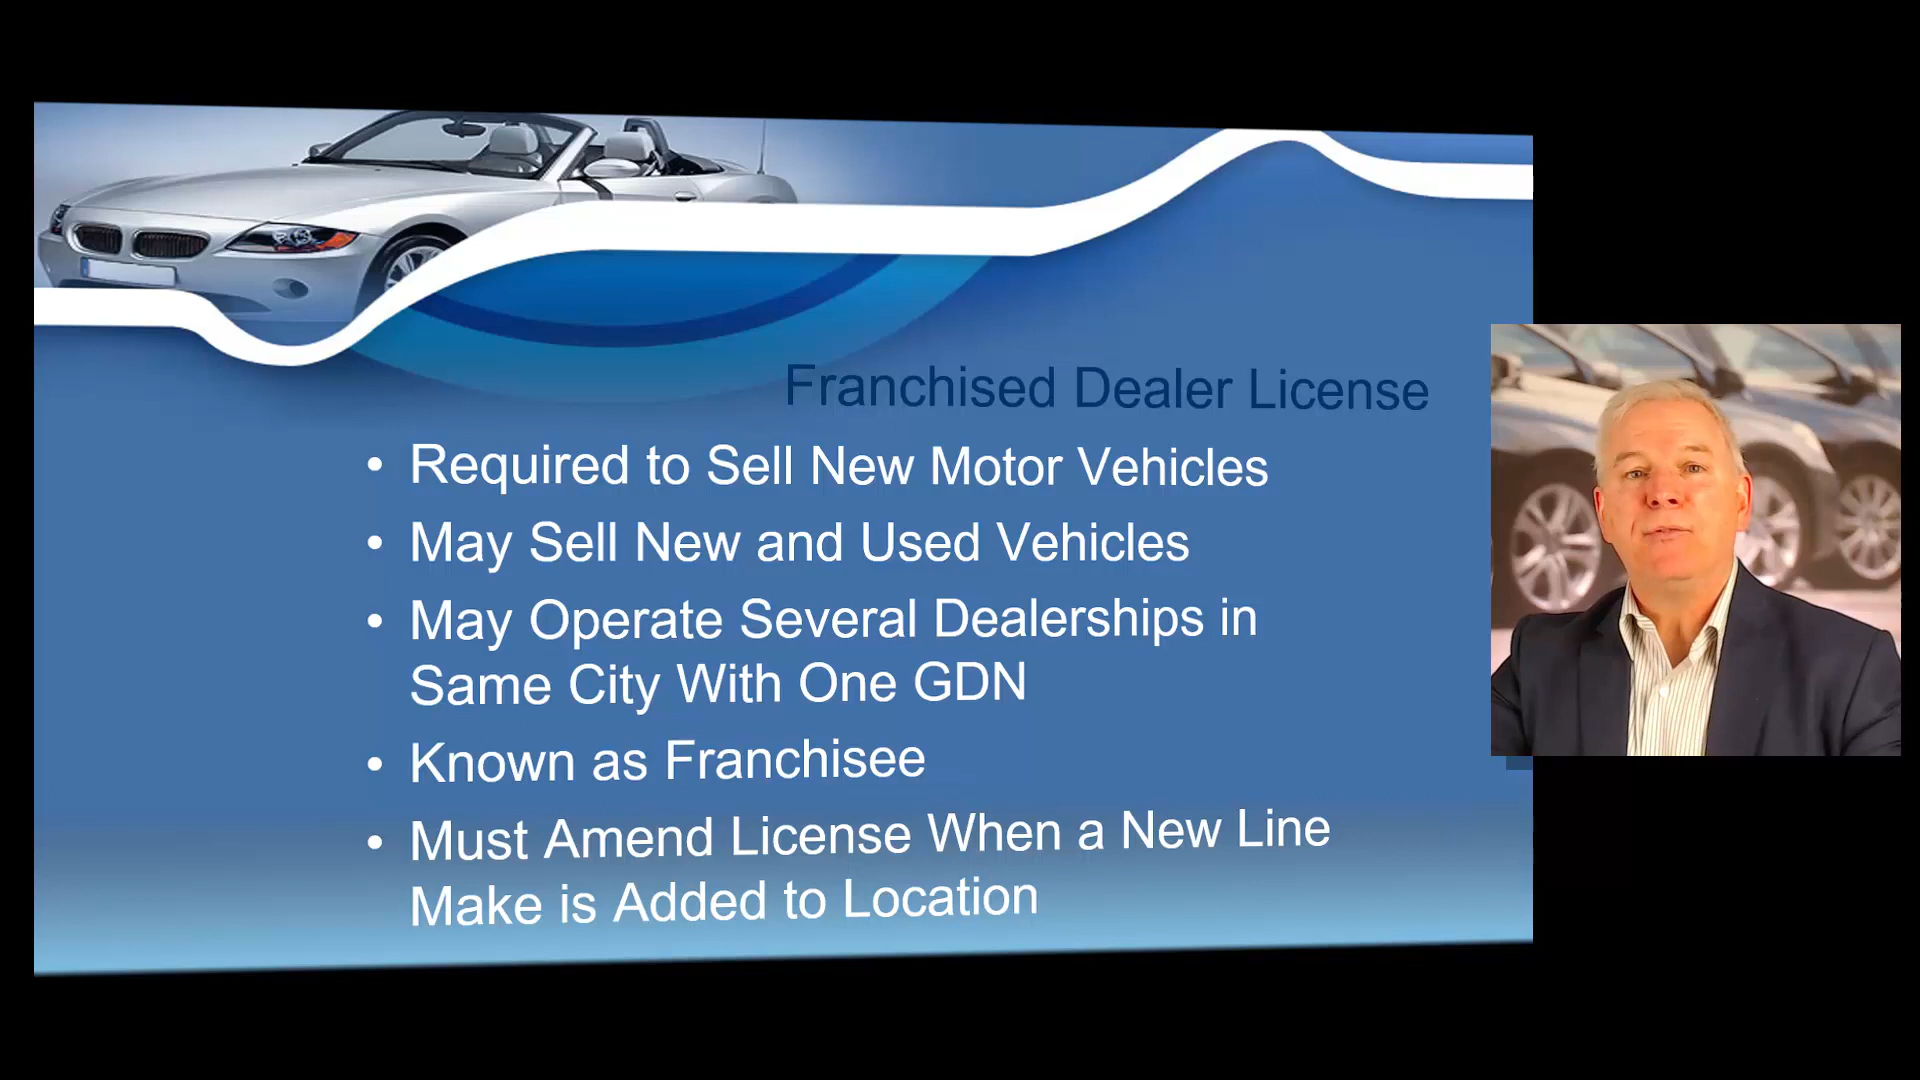 Franchised Dealer License
• Required to Sell New Motor Vehicles
• May Sell New and Used Vehicles
• May Operate Several Dealerships in
Same City With One GDN
• Known as Franchisee
• Must Amend License When a New Line
Make is Added to Location